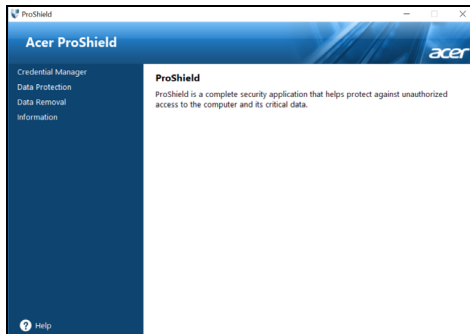 ProShield
Acer ProShield
acer
Credential Manager
Data Protection
Data Removal
Information
ProShield
ProShield is a complete security application that helps protect against unauthorized
access to the computer and its critical data.
? Help